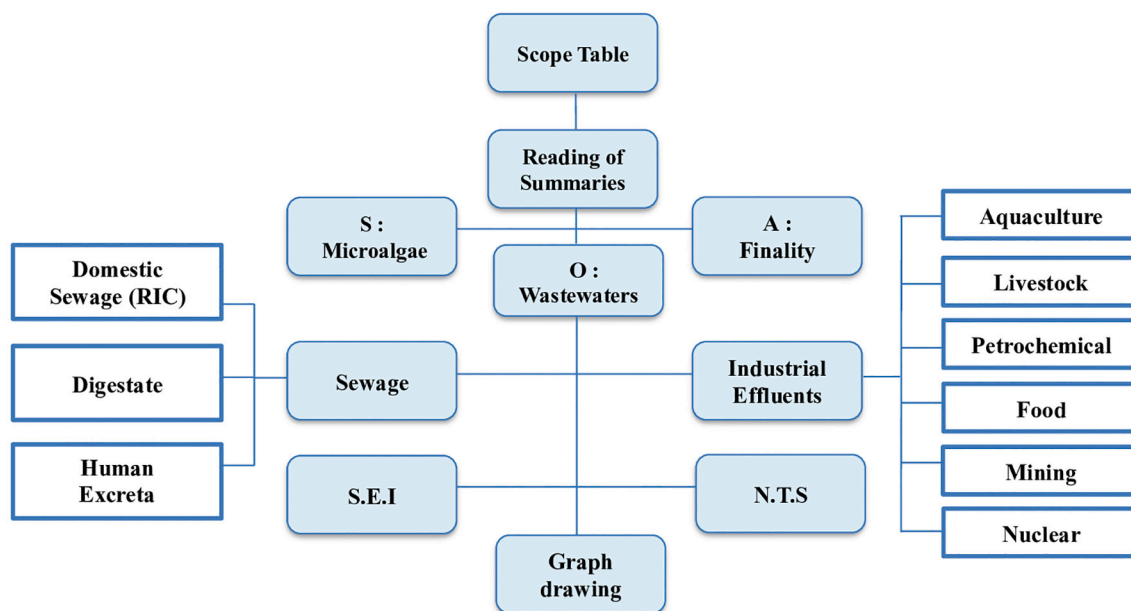 Scope Table
Reading of
Summaries
S :
Microalgae
A :
Finality
O :
Wastewaters
Domestic
Sewage (RIC)
Digestate
Human
Excreta
Sewage
Industrial
Effluents
Aquaculture
Livestock
Petrochemical
Food
Mining
Nuclear
S.E.I
N.T.S
Graph
drawing